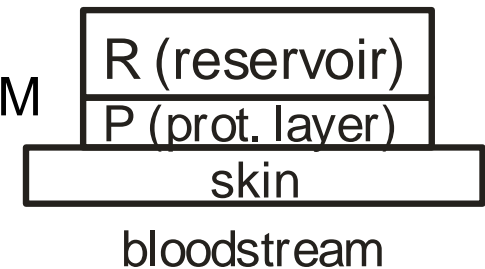 R (reservoir)
M
P (prot. layer)
skin
bloodstream